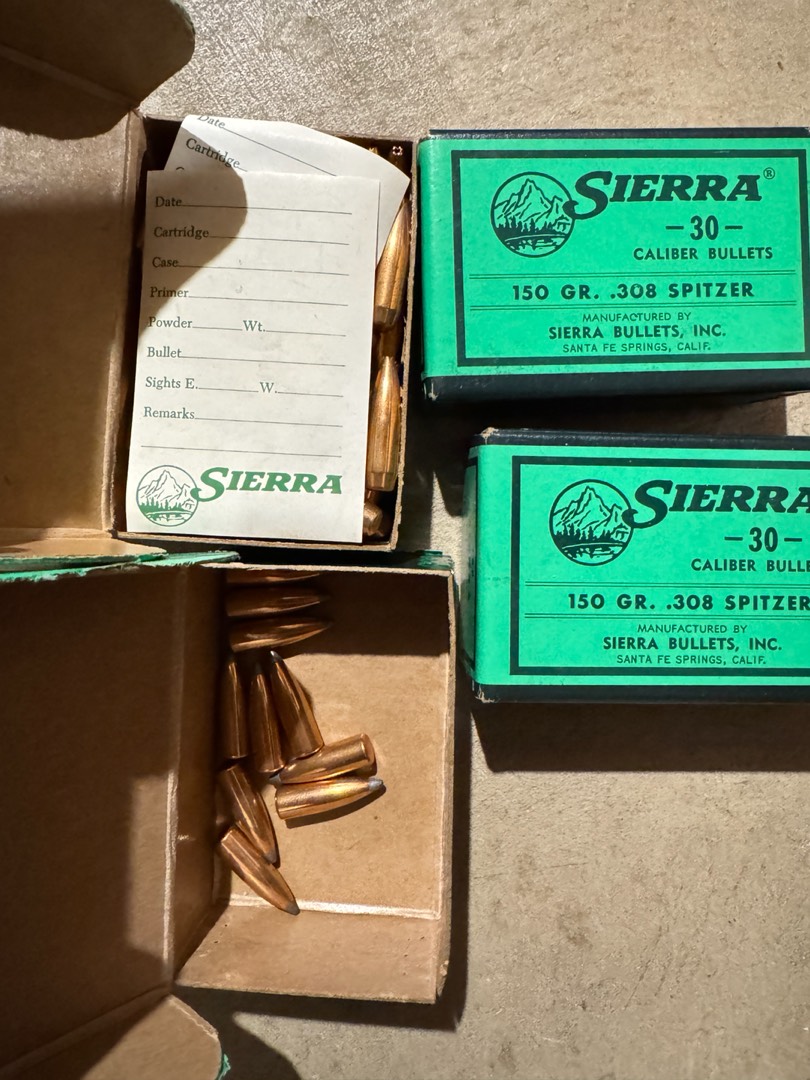 Date
Cartridge
Date
Cartridge
Case
Primer
Powder Wt.
Bullet
Sights E. W.
Remarks
SIERRA
SIERRA®
-30-
CALIBER BULLETS
150 GR. .308 SPITZER
MANUFACTURED BY
SIERRA BULLETS, INC.
SANTA FE SPRINGS, CALIF.
SIERRA
-30-
CALIBER BULL
150 GR. .308 SPITZER
MANUFACTURED BY
SIERRA BULLETS, INC.
SANTA FE SPRINGS, CALIF.